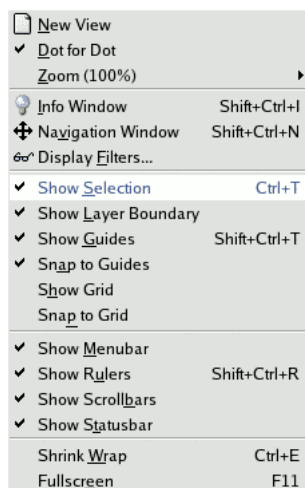 New View
Dot for Dot
Zoom (100%)
Info Window Shift+Ctrl+I
Navigation Window Shift+Ctrl+N
Display Filters...
Show Selection Ctrl+T
Show Layer Boundary
Show Guides Shift+Ctrl+T
Snap to Guides
Show Grid
Snap to Grid
Show Menubar
Show Rulers Shift+Ctrl+R
Show Scrollbars
Show Statusbar
Shrink Wrap Ctrl+E
Fullscreen F11